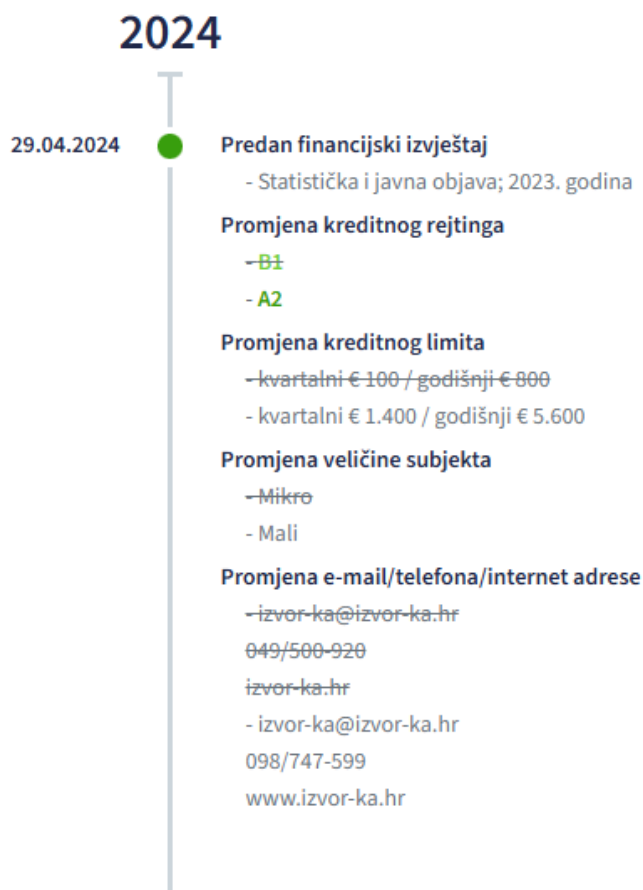 2024
29.04.2024
Predan financijski izvještaj
- Statistička i javna objava; 2023. godina
Promjena kreditnog rejtinga
- B1
- A2
Promjena kreditnog limita
- kvartalni € 100 / godišnji € 800
- kvartalni € 1.400 / godišnji € 5.600
Promjena veličine subjekta
- Mikro
- Mali
Promjena e-mail/telefona/internet adrese
- izvor-ka@izvor-ka.hr
049/500-920
izvor-ka.hr
- izvor-ka@izvor-ka.hr
098/747-599
www.izvor-ka.hr